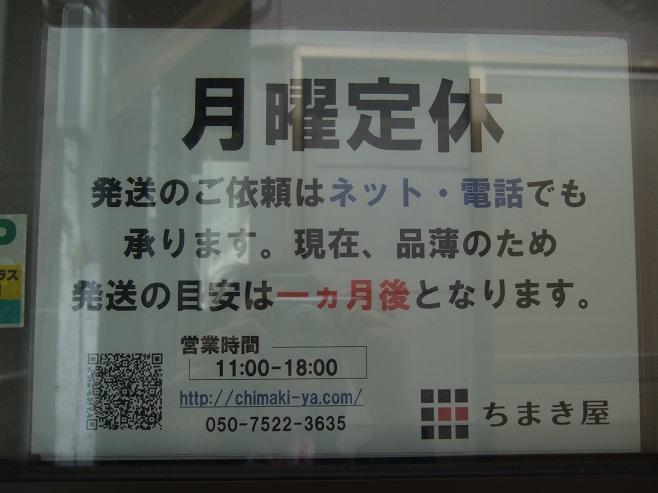 月曜定休
発送のご依頼はネット・電話でも
承ります。現在、品薄のため
発送の目安は一ヵ月後となります。
営業時間
11:00-18:00
http://chimaki-ya.com/
050-7522-3635
ちまき屋
P
ラス